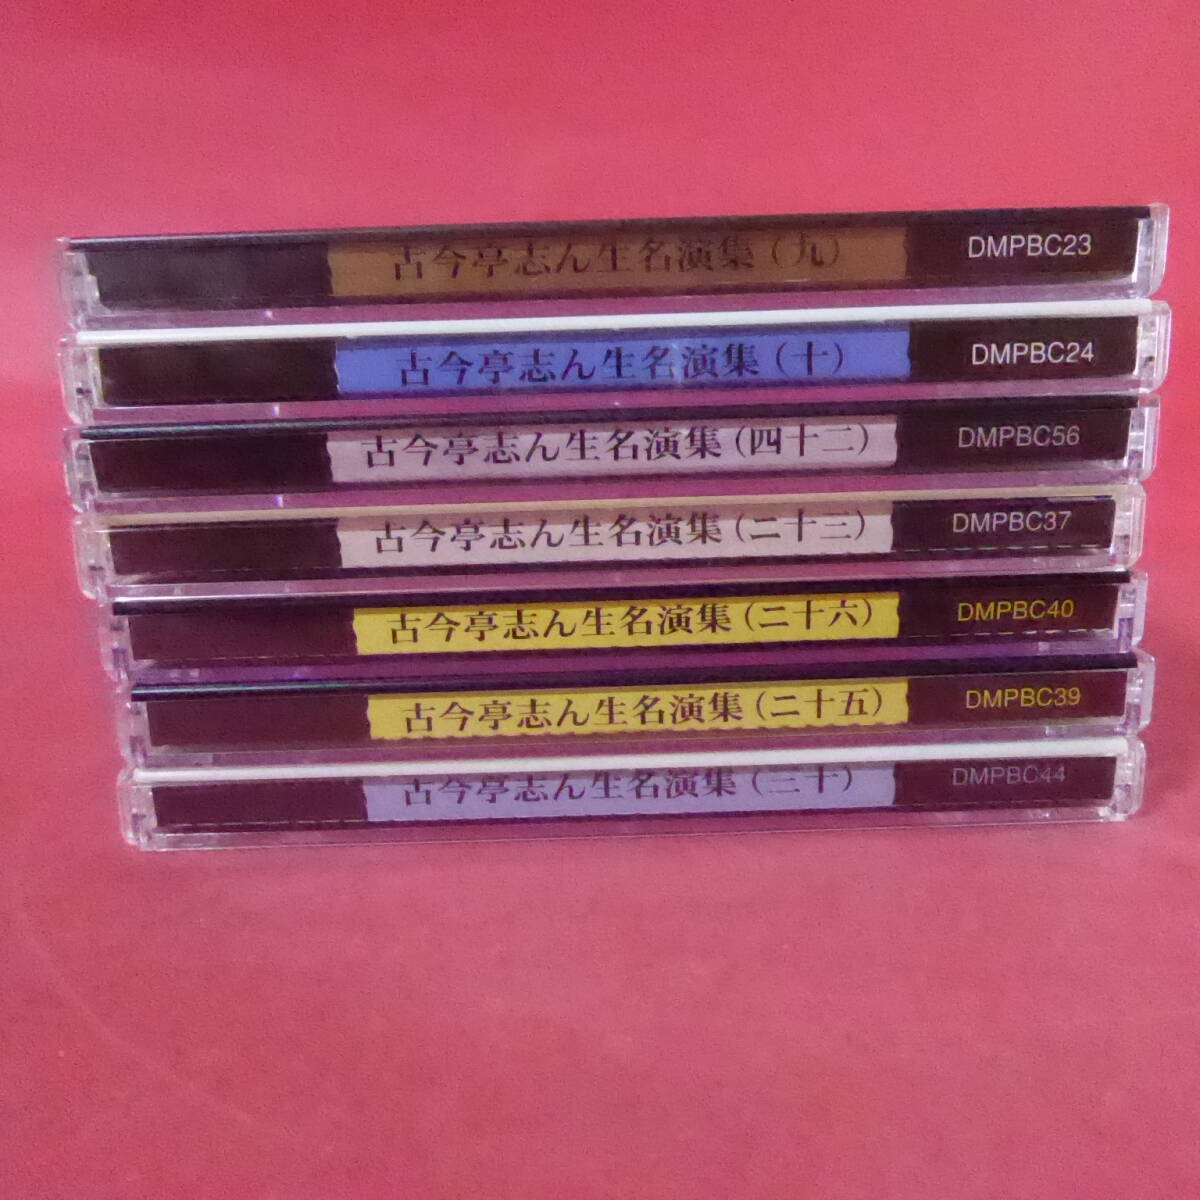 古今亭志ん生名演集（九） DMPBC23
古今亭志ん生名演集（十） DMPBC24
古今亭志ん生名演集（四十二） DMPBC56
古今亭志ん生名演集（二十三） DMPBC37
古今亭志ん生名演集（二十六） DMPBC40
古今亭志ん生名演集（二十五） DMPBC39
古今亭志ん生名演集（三十） DMPBC44